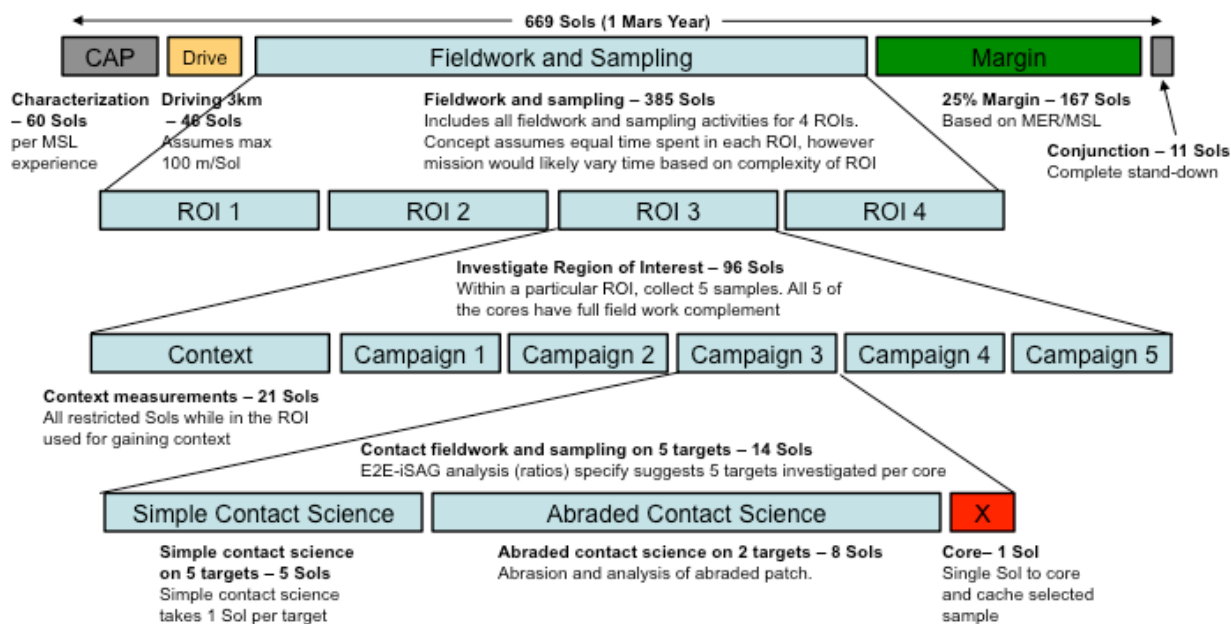 669 Sols (1 Mars Year)
CAP
Drive
Fieldwork and Sampling
Margin
Characterization
– 60 Sols
per MSL
experience
Driving 3km
– 46 Sols
Assumes max
100 m/Sol
Fieldwork and sampling – 385 Sols
Includes all fieldwork and sampling activities for 4 ROIs.
Concept assumes equal time spent in each ROI, however
mission would likely vary time based on complexity of ROI
25% Margin – 167 Sols
Based on MER/MSL
Conjunction – 11 Sols
Complete stand-down
ROI 1
ROI 2
ROI 3
ROI 4
Investigate Region of Interest – 96 Sols
Within a particular ROI, collect 5 samples. All 5 of
the cores have full field work complement
Context
Campaign 1
Campaign 2
Campaign 3
Campaign 4
Campaign 5
Context measurements – 21 Sols
All restricted Sols while in the ROI
used for gaining context
Contact fieldwork and sampling on 5 targets – 14 Sols
E2E-iSAG analysis (ratios) specify suggests 5 targets investigated per core
Simple Contact Science
Abraded Contact Science
X
Simple contact science
on 5 targets – 5 Sols
Simple contact science
takes 1 Sol per target
Abraded contact science on 2 targets – 8 Sols
Abrasion and analysis of abraded patch.
Core– 1 Sol
Single Sol to core
and cache selected
sample